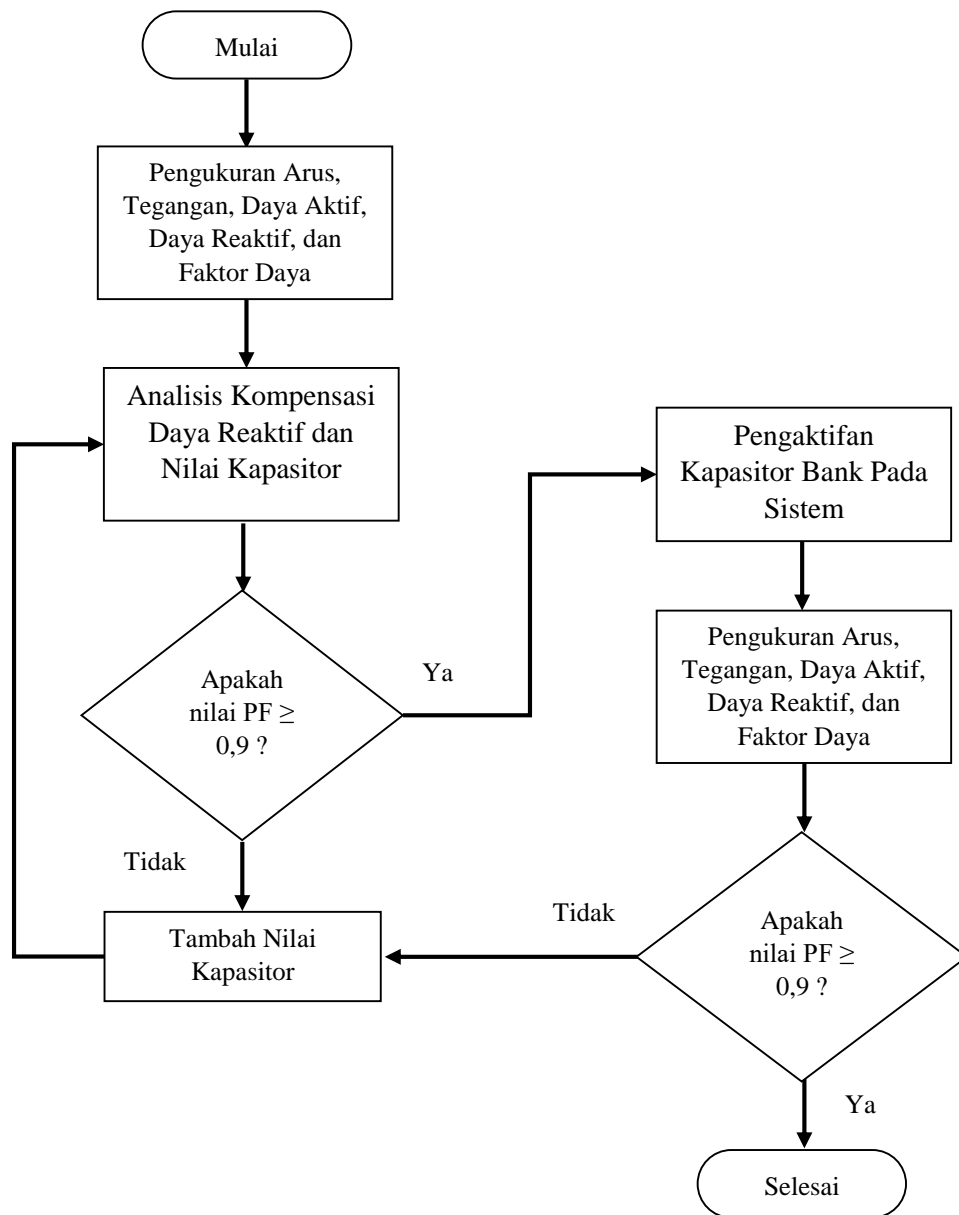 Mulai
Pengukuran Arus,
Tegangan, Daya Aktif,
Daya Reaktif, dan
Faktor Daya
Analisis Kompensasi
Daya Reaktif dan
Nilai Kapasitor
Apakah
nilai PF ≥
0,9 ?
Ya
Tidak
Tambah Nilai
Kapasitor
Pengaktifan
Kapasitor Bank Pada
Sistem
Pengukuran Arus,
Tegangan, Daya Aktif,
Daya Reaktif, dan
Faktor Daya
Apakah
nilai PF ≥
0,9 ?
Tidak
Ya
Selesai